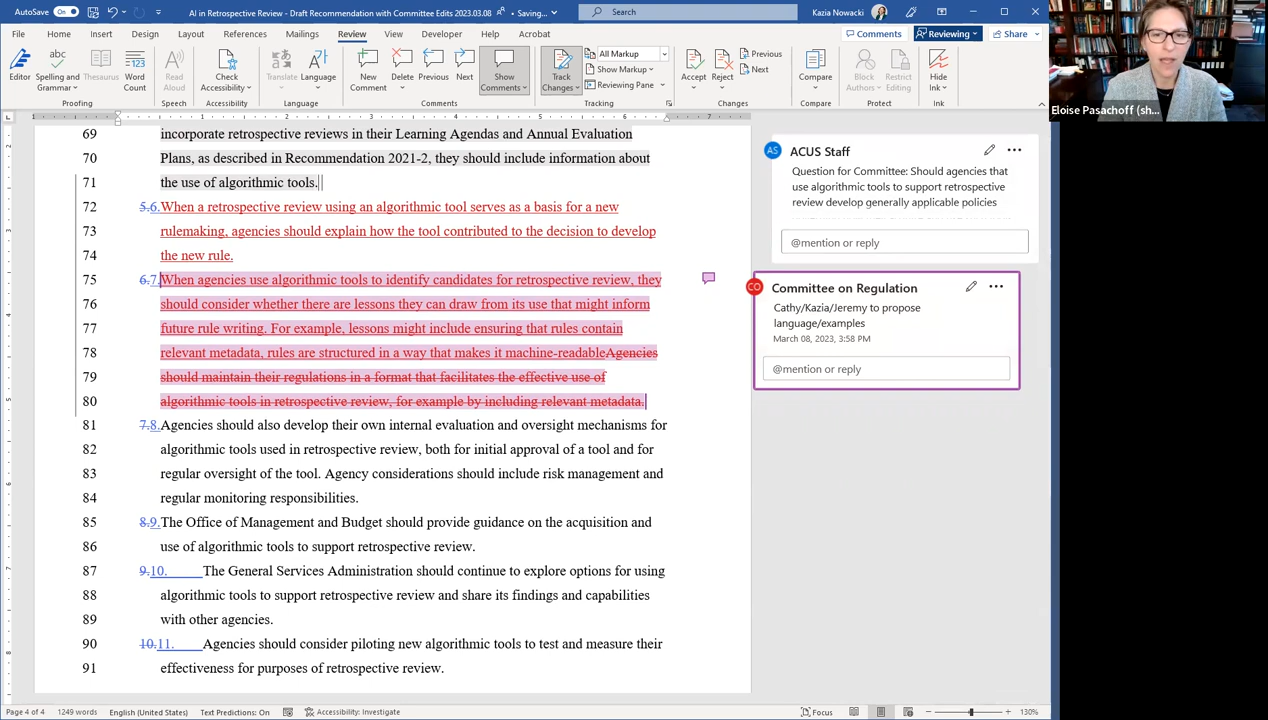 AutoSave On AI in Retrospective Review - Draft Recommendation with Committee Edits 2023.03.08 Saving... Search Kazia Nowacki
File Home Insert Draw Design Layout References Mailings Review View Developer Help Acrobat Comments Reviewing Share
Editor
Spelling and Grammar
Thesaurus
Word Count
Read Aloud
Check Accessibility
Translate
Language
New Comment
Delete
Previous
Next
Show Comments
Track Changes
All Markup
Show Markup
Reviewing Pane
Accept
Reject
Previous
Next
Compare
Block Authors
Restrict Editing
Hide Ink
Proofing Speech Accessibility Language Comments Tracking Changes Compare Protect Ink
1 1 2 3 4 5 6 7
69 incorporate retrospective reviews in their Learning Agendas and Annual Evaluation
70 Plans, as described in Recommendation 2021-2, they should include information about
71 the use of algorithmic tools.
72 5.6. When a retrospective review using an algorithmic tool serves as a basis for a new
73 rulemaking, agencies should explain how the tool contributed to the decision to develop
74 the new rule.
75 6.7. When agencies use algorithmic tools to identify candidates for retrospective review, they
76 should consider whether there are lessons they can draw from its use that might inform
77 future rule writing. For example, lessons might include ensuring that rules contain
78 relevant metadata, rules are structured in a way that makes it machine-readableAgencies
79 should maintain their regulations in a format that facilitates the effective use of
80 algorithmic tools in retrospective review, for example by including relevant metadata.
81 7.8. Agencies should also develop their own internal evaluation and oversight mechanisms for
82 algorithmic tools used in retrospective review, both for initial approval of a tool and for
83 regular oversight of the tool. Agency considerations should include risk management and
84 regular monitoring responsibilities.
85 8.9. The Office of Management and Budget should provide guidance on the acquisition and
86 use of algorithmic tools to support retrospective review.
87 9.10. The General Services Administration should continue to explore options for using
88 algorithmic tools to support retrospective review and share its findings and capabilities
89 with other agencies.
90 10.11. Agencies should consider piloting new algorithmic tools to test and measure their
91 effectiveness for purposes of retrospective review.
AS ACUS Staff
Question for Committee: Should agencies that
use algorithmic tools to support retrospective
review develop generally applicable policies
@mention or reply
CO Committee on Regulation
Cathy/Kazia/Jeremy to propose
language/examples
March 08, 2023, 3:58 PM
@mention or reply
Eloise Pasachoff (sh...
Page 4 of 4 1249 words English (United States) Text Predictions: On Accessibility: Investigate Focus 130%